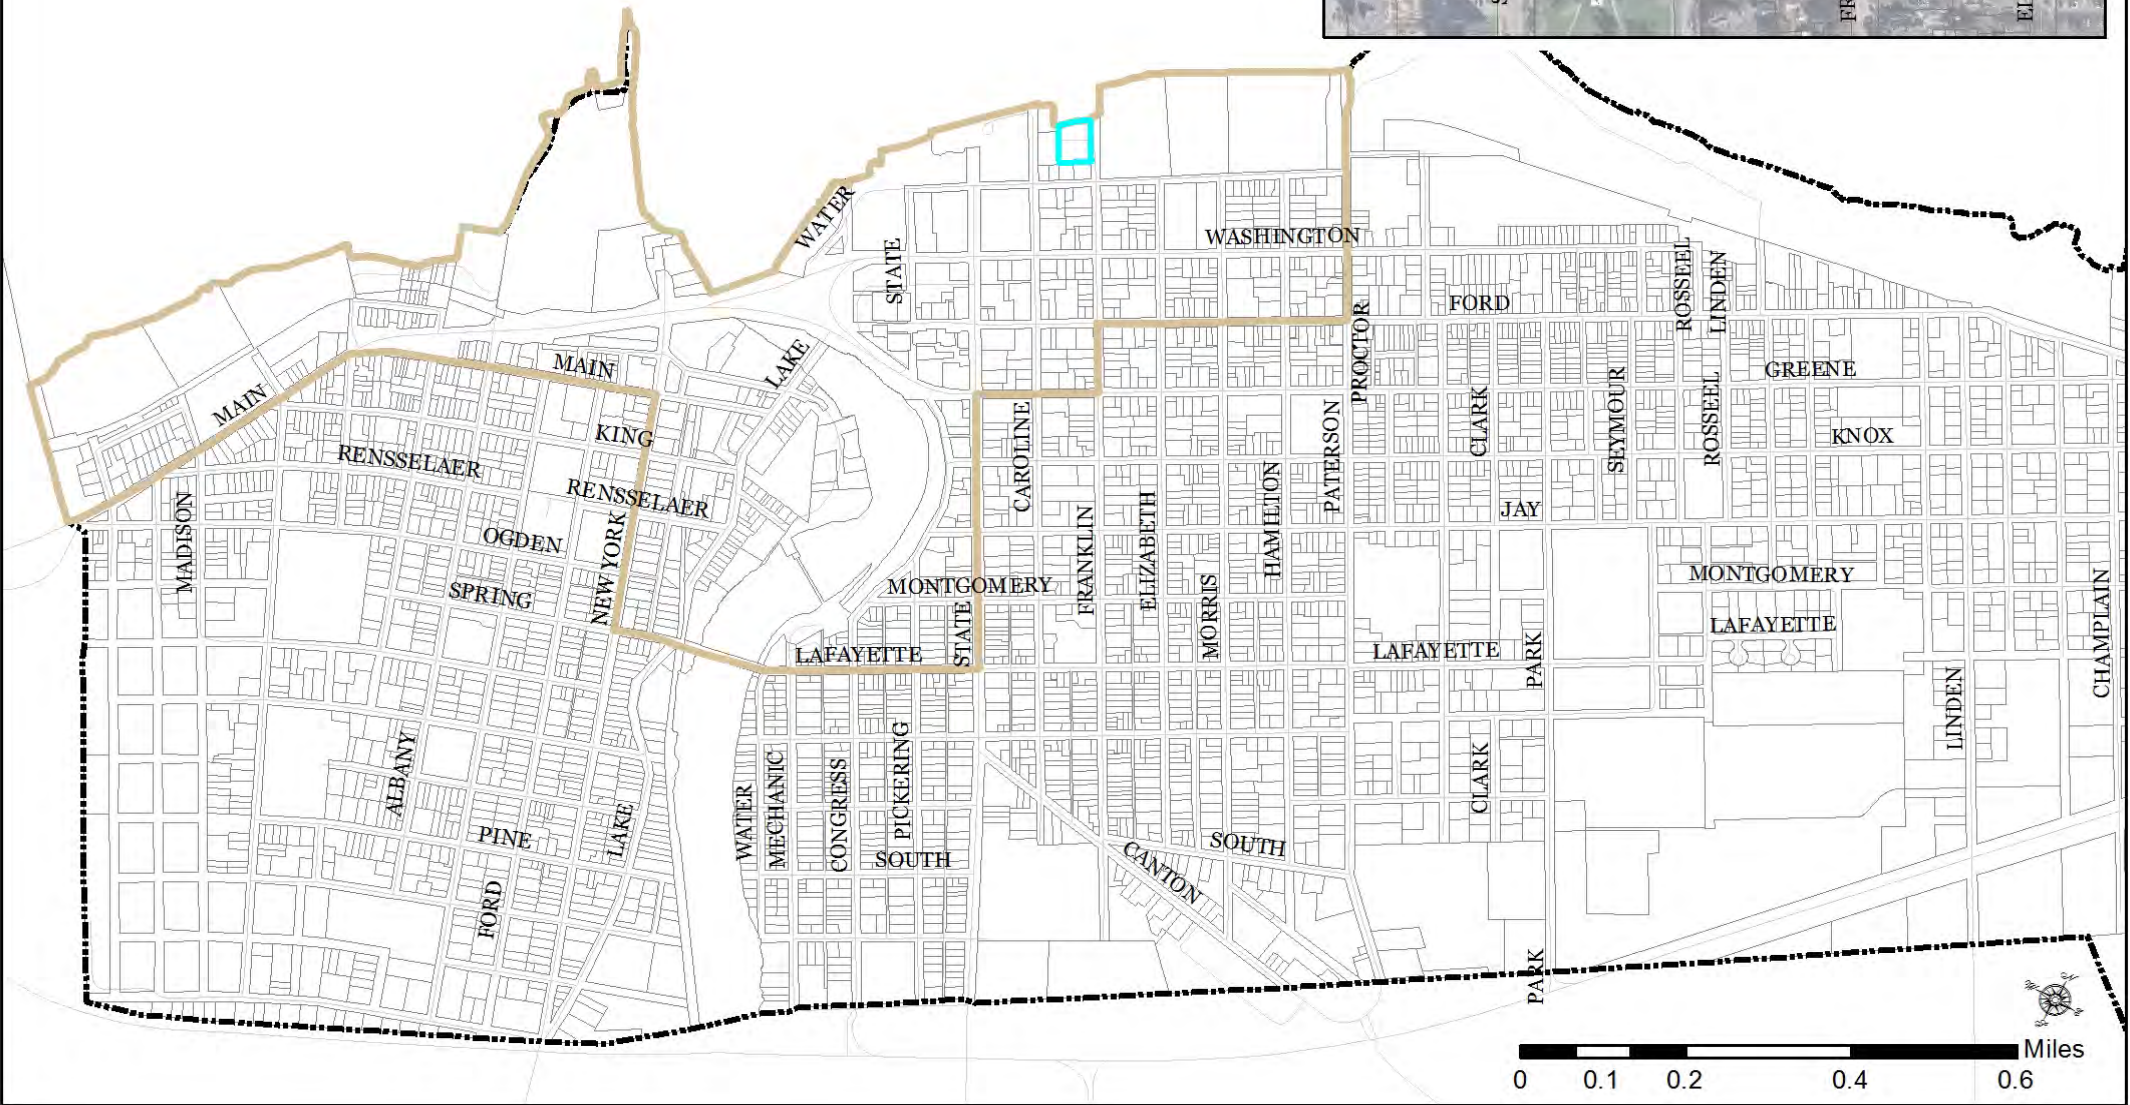 S
FR
EL
WATER
STATE
WASHINGTON
ROSSEEL
LINDEN
FORD
PROCTOR
MAIN
LAKE
GREENE
MAIN
KING
CAROLINE
PATERSON
CLARK
SEYMOUR
ROSSEEL
KNOX
RENSSELAER
RENSSELAER
MADISON
OGDEN
NEW YORK
FRANKLIN
ELIZABETH
HAMILTON
JAY
SPRING
MONTGOMERY
MONTGOMERY
STATE
MORRIS
LAFAYETTE
LAFAYETTE
LAFAYETTE
PARK
CHAMPLAIN
LINDEN
ALBANY
PICKERING
CLARK
WATER
MECHANIC
CONGRESS
LAKE
PINE
SOUTH
SOUTH
CANTON
FORD
PARK
Miles
0 0.1 0.2 0.4 0.6